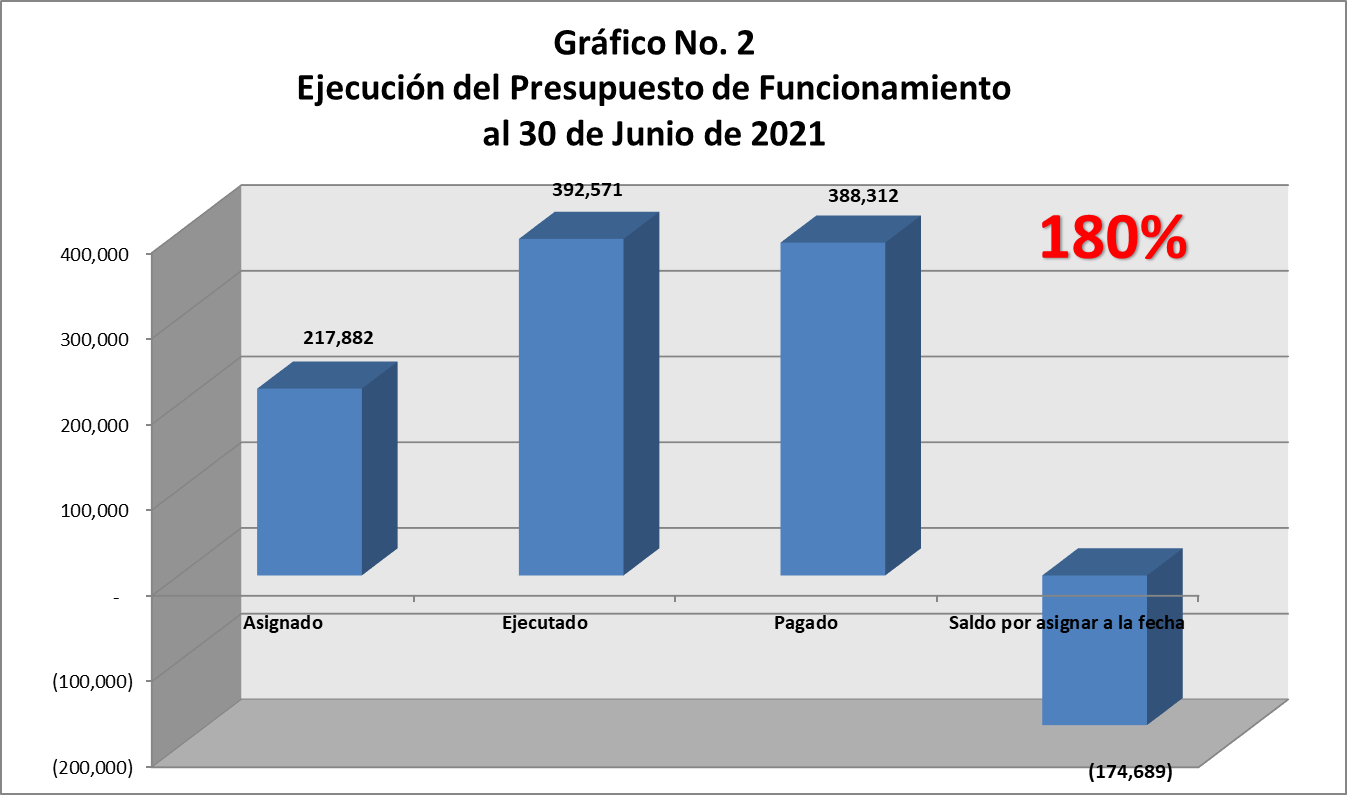 Gráfico No. 2
Ejecución del Presupuesto de Funcionamiento
al 30 de Junio de 2021
392,571
388,312
180%
400,000
217,882
300,000
200,000
100,000
-
Asignado
Ejecutado
Pagado
Saldo por asignar a la fecha
(100,000)
(200,000)
(174,689)